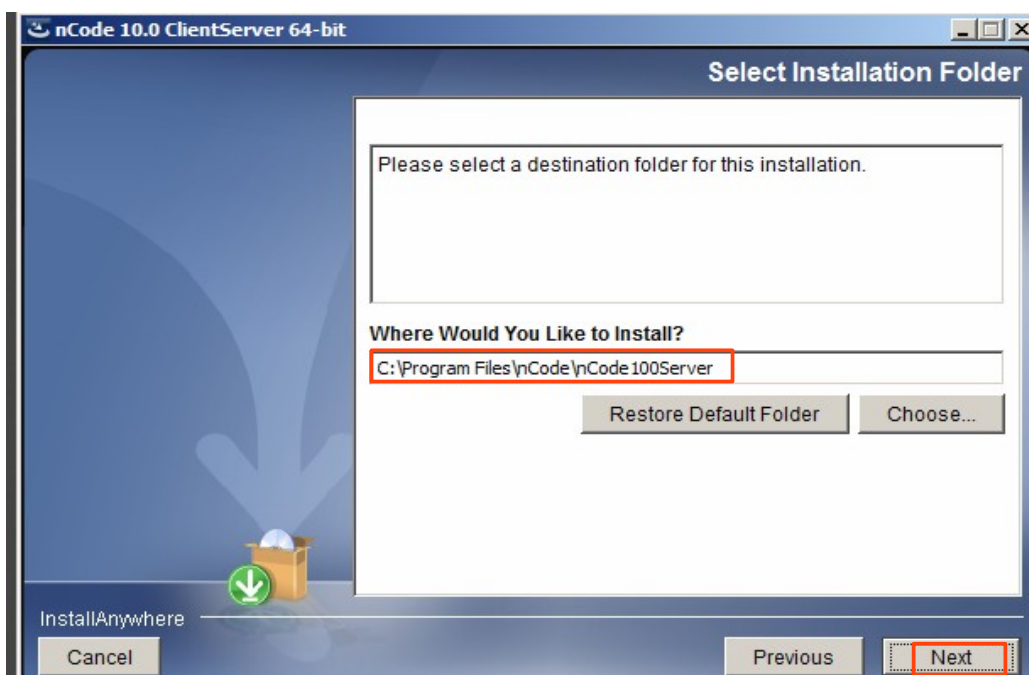 nCode 10.0 ClientServer 64-bit
Select Installation Folder
Please select a destination folder for this installation.
Where Would You Like to Install?
C:\Program Files\nCode\nCode100Server
Restore Default Folder
Choose...
InstallAnywhere
Cancel
Previous
Next